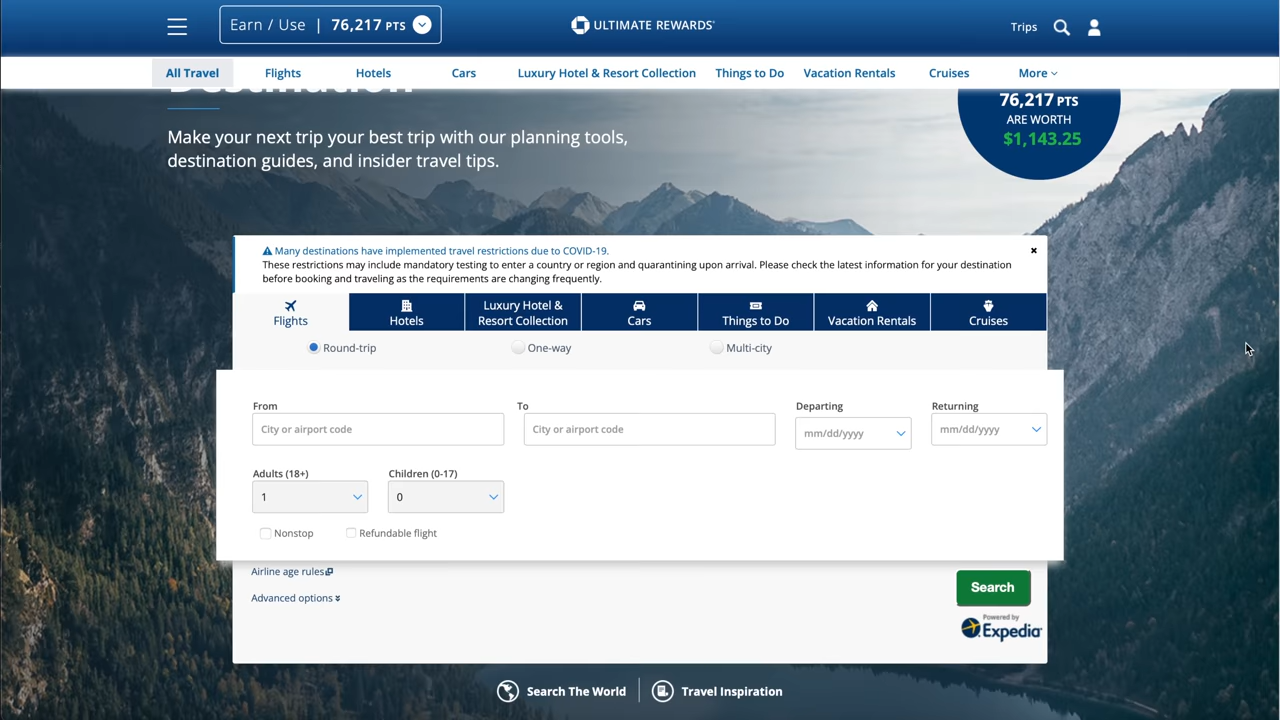 Earn / Use | 76,217 PTS
ULTIMATE REWARDS®
Trips
All Travel
Flights
Hotels
Cars
Luxury Hotel & Resort Collection
Things to Do
Vacation Rentals
Cruises
More
Destination
Make your next trip your best trip with our planning tools,
destination guides, and insider travel tips.
76,217 PTS
ARE WORTH
$1,143.25
Many destinations have implemented travel restrictions due to COVID-19.
These restrictions may include mandatory testing to enter a country or region and quarantining upon arrival. Please check the latest information for your destination
before booking and traveling as the requirements are changing frequently.
Flights
Hotels
Luxury Hotel &
Resort Collection
Cars
Things to Do
Vacation Rentals
Cruises
Round-trip
One-way
Multi-city
From
To
Departing
Returning
City or airport code
City or airport code
mm/dd/yyyy
mm/dd/yyyy
Adults (18+)
Children (0-17)
1
0
Nonstop
Refundable flight
Airline age rules
Advanced options
Search
Powered by
Expedia
Search The World
Travel Inspiration